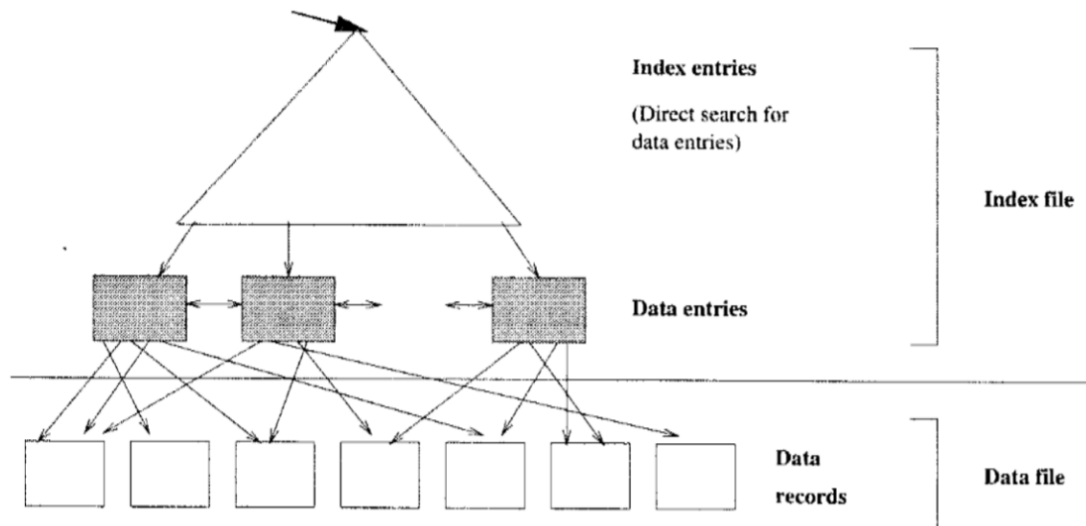 Index entries
(Direct search for
data entries)
Index file
Data entries
Data
records
Data file